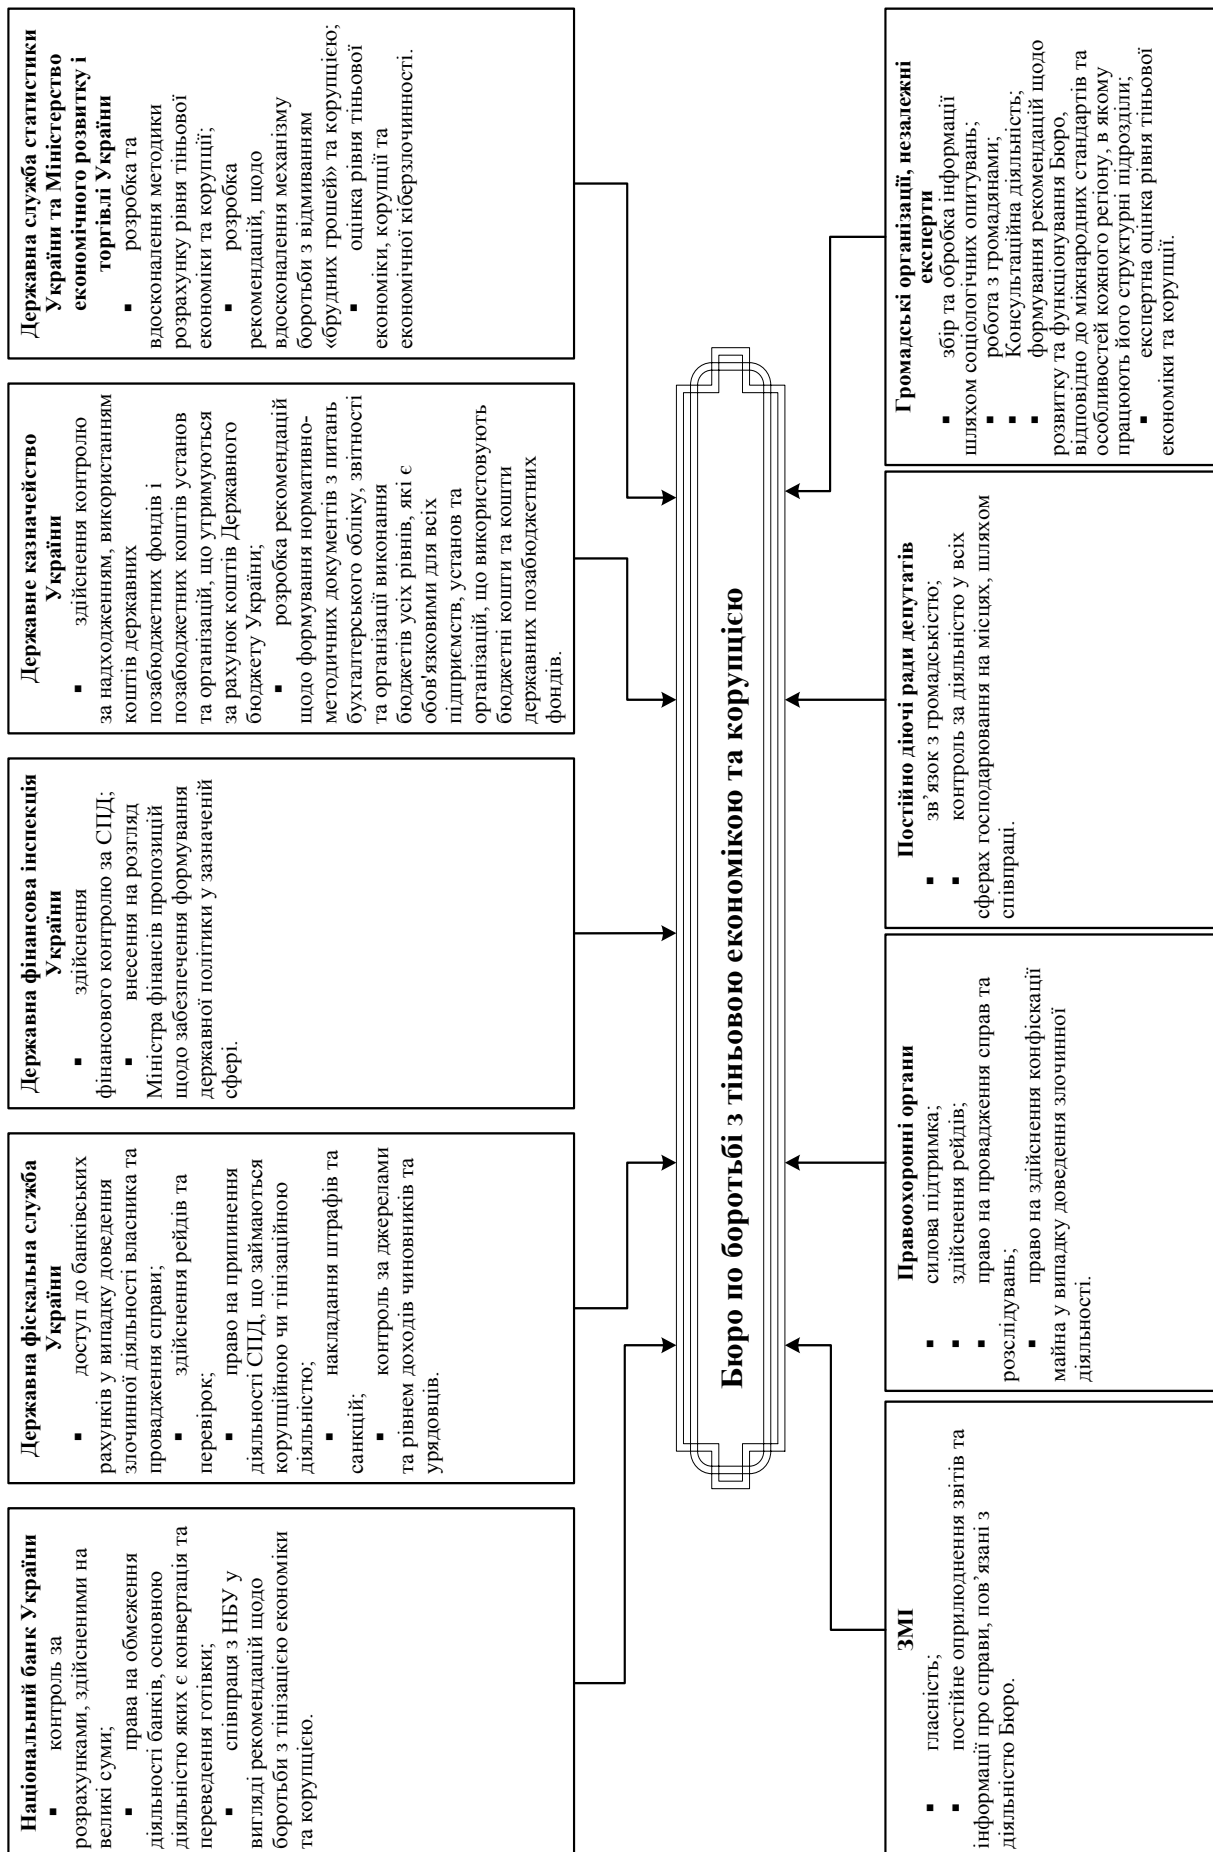 Національний банк України
▪ контроль за
розрахунками, здійсненими на
великі суми;
▪ права на обмеження
діяльності банків, основною
діяльністю яких є конвертація та
переведення готівки;
▪ співпраця з НБУ у
вигляді рекомендацій щодо
боротьби з тінізацією економіки
та корупцією.
Державна фіскальна служба
України
▪ доступ до банківських
рахунків у випадку доведення
злочинної діяльності власника та
провадження справи;
▪ здійснення рейдів та
перевірок;
▪ право на припинення
діяльності СПД, що займаються
корупційною чи тінізаційною
діяльністю;
▪ накладання штрафів та
санкцій;
▪ контроль за джерелами
та рівнем доходів чиновників та
урядовців.
Державна фінансова інспекція
України
▪ здійснення
фінансового контролю за СПД;
▪ внесення на розгляд
Міністра фінансів пропозицій
щодо забезпечення формування
державної політики у зазначеній
сфері.
Державне казначейство
України
▪ здійснення контролю
за надходженням, використанням
коштів державних
позабюджетних фондів і
позабюджетних коштів установ
та організацій, що утримуються
за рахунок коштів Державного
бюджету України;
▪ розробка рекомендацій
щодо формування нормативно-
методичних документів з питань
бухгалтерського обліку, звітності
та організації виконання
бюджетів усіх рівнів, які є
обов'язковими для всіх
підприємств, установ та
організацій, що використовують
бюджетні кошти та кошти
державних позабюджетних
фондів.
Державна служба статистики
України та Міністерство
економічного розвитку і
торгівлі України
▪ розробка та
вдосконалення методики
розрахунку рівня тіньової
економіки та корупції;
▪ розробка
рекомендацій, щодо
вдосконалення механізму
боротьби з відмиванням
«брудних грошей» та корупцією;
▪ оцінка рівня тіньової
економіки, корупції та
економічної кіберзлочинності.
Бюро по боротьбі з тіньовою економікою та корупцією
ЗМІ
▪ гласність;
▪ постійне оприлюднення звітів та
інформації про справи, пов’язані з
діяльністю Бюро.
Правоохоронні органи
▪ силова підтримка;
▪ здійснення рейдів;
▪ право на провадження справ та
розслідувань;
▪ право на здійснення конфіскації
майна у випадку доведення злочинної
діяльності.
Постійно діючі ради депутатів
▪ зв’язок з громадськістю;
▪ контроль за діяльністю у всіх
сферах господарювання на місцях, шляхом
співпраці.
Громадські організації, незалежні
експерти
▪ збір та обробка інформації
шляхом соціологічних опитувань;
▪ робота з громадянами;
▪ Консультаційна діяльність;
▪ формування рекомендацій щодо
розвитку та функціонування Бюро,
відповідно до міжнародних стандартів та
особливостей кожного регіону, в якому
працюють його структурні підрозділи;
▪ експертна оцінка рівня тіньової
економіки та корупції.